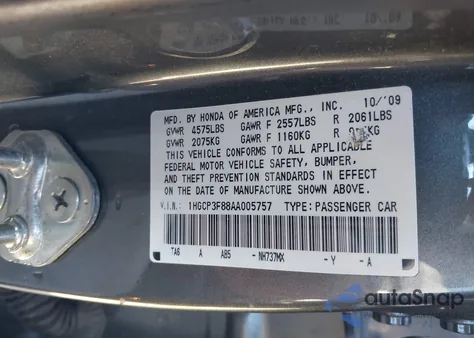 MFD. BY HONDA OF AMERICA MFG., INC. 10/'09
GVWR 4575LBS GAWR F 2557LBS R 2061LBS
GVWR 2075KG GAWR F 1160KG R
THIS VEHICLE CONFORMS TO ALL APPLICABLE
FEDERAL MOTOR VEHICLE SAFETY, BUMPER,
AND THEFT PREVENTION STANDARDS IN EFFECT
ON THE DATE OF MANUFACTURE SHOWN ABOVE.
V.I.N.: 1HGCP3F88AA005757 TYPE: PASSENGER CAR
TA6 A AB5 -NH737MX -Y -A
autoSnap